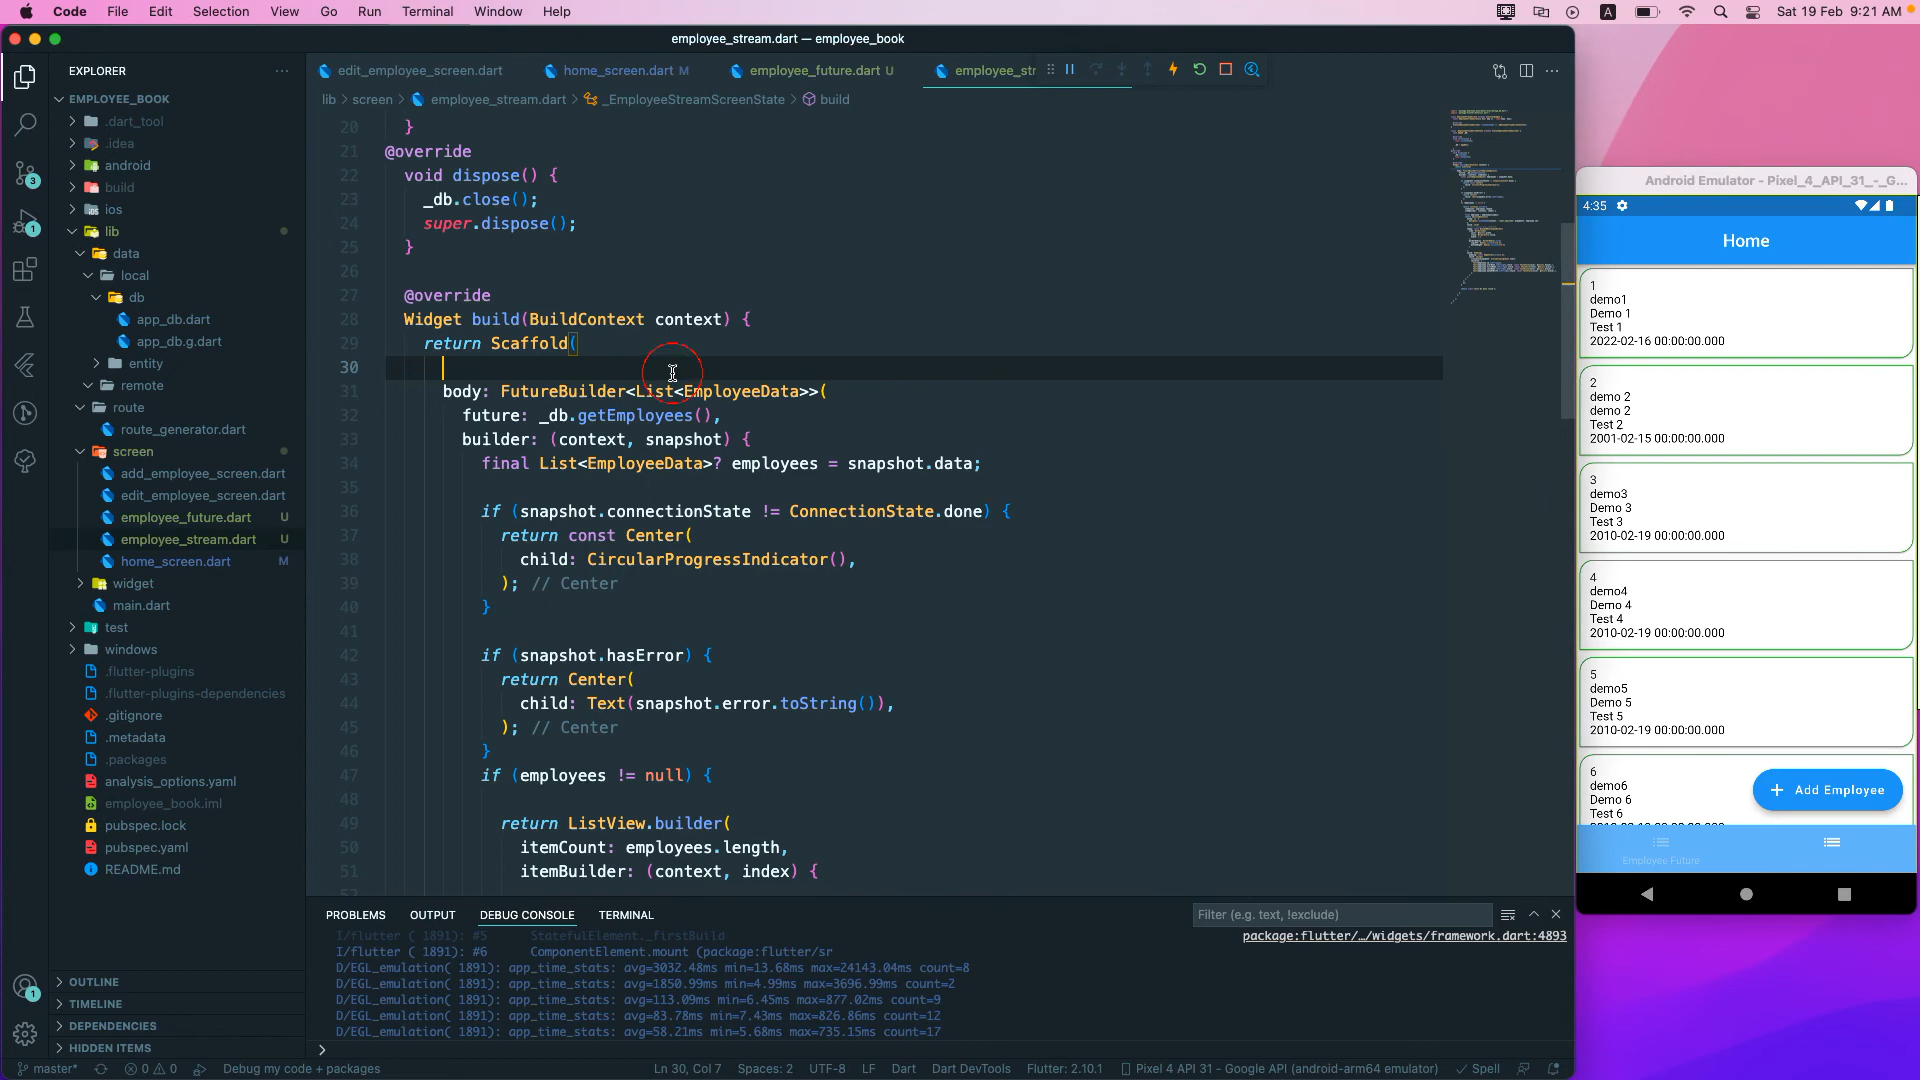 Code File Edit Selection View Go Run Terminal Window Help
A Sat 19 Feb 9:21 AM
employee_stream.dart — employee_book
EXPLORER
EMPLOYEE_BOOK
.dart_tool
.idea
android
build
ios
lib
data
local
db
app_db.dart
app_db.g.dart
entity
remote
route
route_generator.dart
screen
add_employee_screen.dart
edit_employee_screen.dart
employee_future.dart U
employee_stream.dart U
home_screen.dart M
widget
main.dart
test
windows
.flutter-plugins
.flutter-plugins-dependencies
.gitignore
.metadata
.packages
analysis_options.yaml
employee_book.iml
pubspec.lock
pubspec.yaml
README.md
OUTLINE
TIMELINE
DEPENDENCIES
HIDDEN ITEMS
3
1
1
edit_employee_screen.dart home_screen.dart M employee_future.dart U employee_str
lib > screen > employee_stream.dart > _EmployeeStreamScreenState > build
20 }
21 @override
22 void dispose() {
23 _db.close();
24 super.dispose();
25 }
26
27 @override
28 Widget build(BuildContext context) {
29 return Scaffold(
30
31 body: FutureBuilder<List<EmployeeData>>(
32 future: _db.getEmployees(),
33 builder: (context, snapshot) {
34 final List<EmployeeData>? employees = snapshot.data;
35
36 if (snapshot.connectionState != ConnectionState.done) {
37 return const Center(
38 child: CircularProgressIndicator(),
39 ); // Center
40 }
41
42 if (snapshot.hasError) {
43 return Center(
44 child: Text(snapshot.error.toString()),
45 ); // Center
46 }
47 if (employees != null) {
48
49 return ListView.builder(
50 itemCount: employees.length,
51 itemBuilder: (context, index) {
PROBLEMS OUTPUT DEBUG CONSOLE TERMINAL
Filter (e.g. text, !exclude)
I/flutter ( 1891): #5 StatefulElement._firstBuild
I/flutter ( 1891): #6 ComponentElement.mount (package:flutter/sr
package:flutter/…/widgets/framework.dart:4893
D/EGL_emulation( 1891): app_time_stats: avg=3032.48ms min=13.68ms max=24143.04ms count=8
D/EGL_emulation( 1891): app_time_stats: avg=1850.99ms min=4.99ms max=3696.99ms count=2
D/EGL_emulation( 1891): app_time_stats: avg=113.09ms min=6.45ms max=877.02ms count=9
D/EGL_emulation( 1891): app_time_stats: avg=83.78ms min=7.43ms max=826.86ms count=12
D/EGL_emulation( 1891): app_time_stats: avg=58.21ms min=5.68ms max=735.15ms count=17
master* 0 0 Debug my code + packages Ln 30, Col 7 Spaces: 2 UTF-8 LF Dart Dart DevTools Flutter: 2.10.1 Pixel 4 API 31 - Google API (android-arm64 emulator) Spell
Android Emulator - Pixel_4_API_31_-_G...
4:35
Home
1
demo1
Demo 1
Test 1
2022-02-16 00:00:00.000
2
demo 2
demo 2
Test 2
2001-02-15 00:00:00.000
3
demo3
Demo 3
Test 3
2010-02-19 00:00:00.000
4
demo4
Demo 4
Test 4
2010-02-19 00:00:00.000
5
demo5
Demo 5
Test 5
2010-02-19 00:00:00.000
6
demo6
Demo 6
Test 6
+ Add Employee
Employee Future